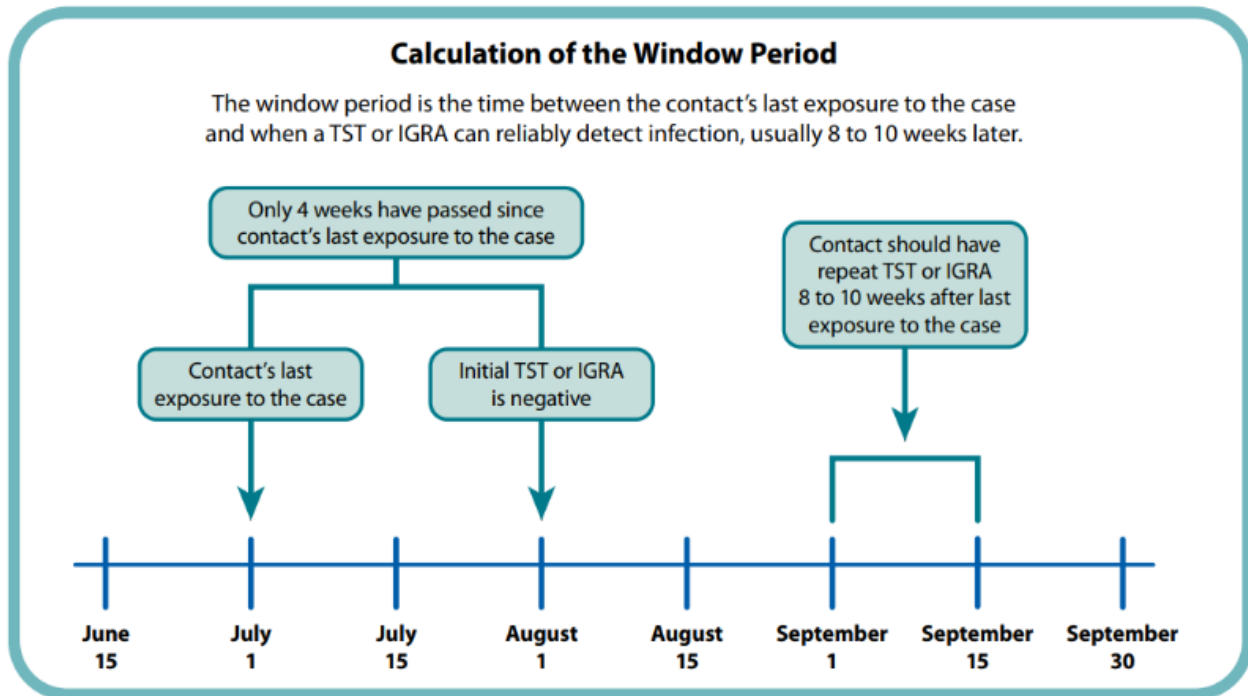 Calculation of the Window Period
The window period is the time between the contact's last exposure to the case
and when a TST or IGRA can reliably detect infection, usually 8 to 10 weeks later.
Only 4 weeks have passed since
contact's last exposure to the case
Contact should have
repeat TST or IGRA
8 to 10 weeks after last
exposure to the case
Contact's last
exposure to the case
Initial TST or IGRA
is negative
June
15
July
1
July
15
August
1
August
15
September
1
September
15
September
30